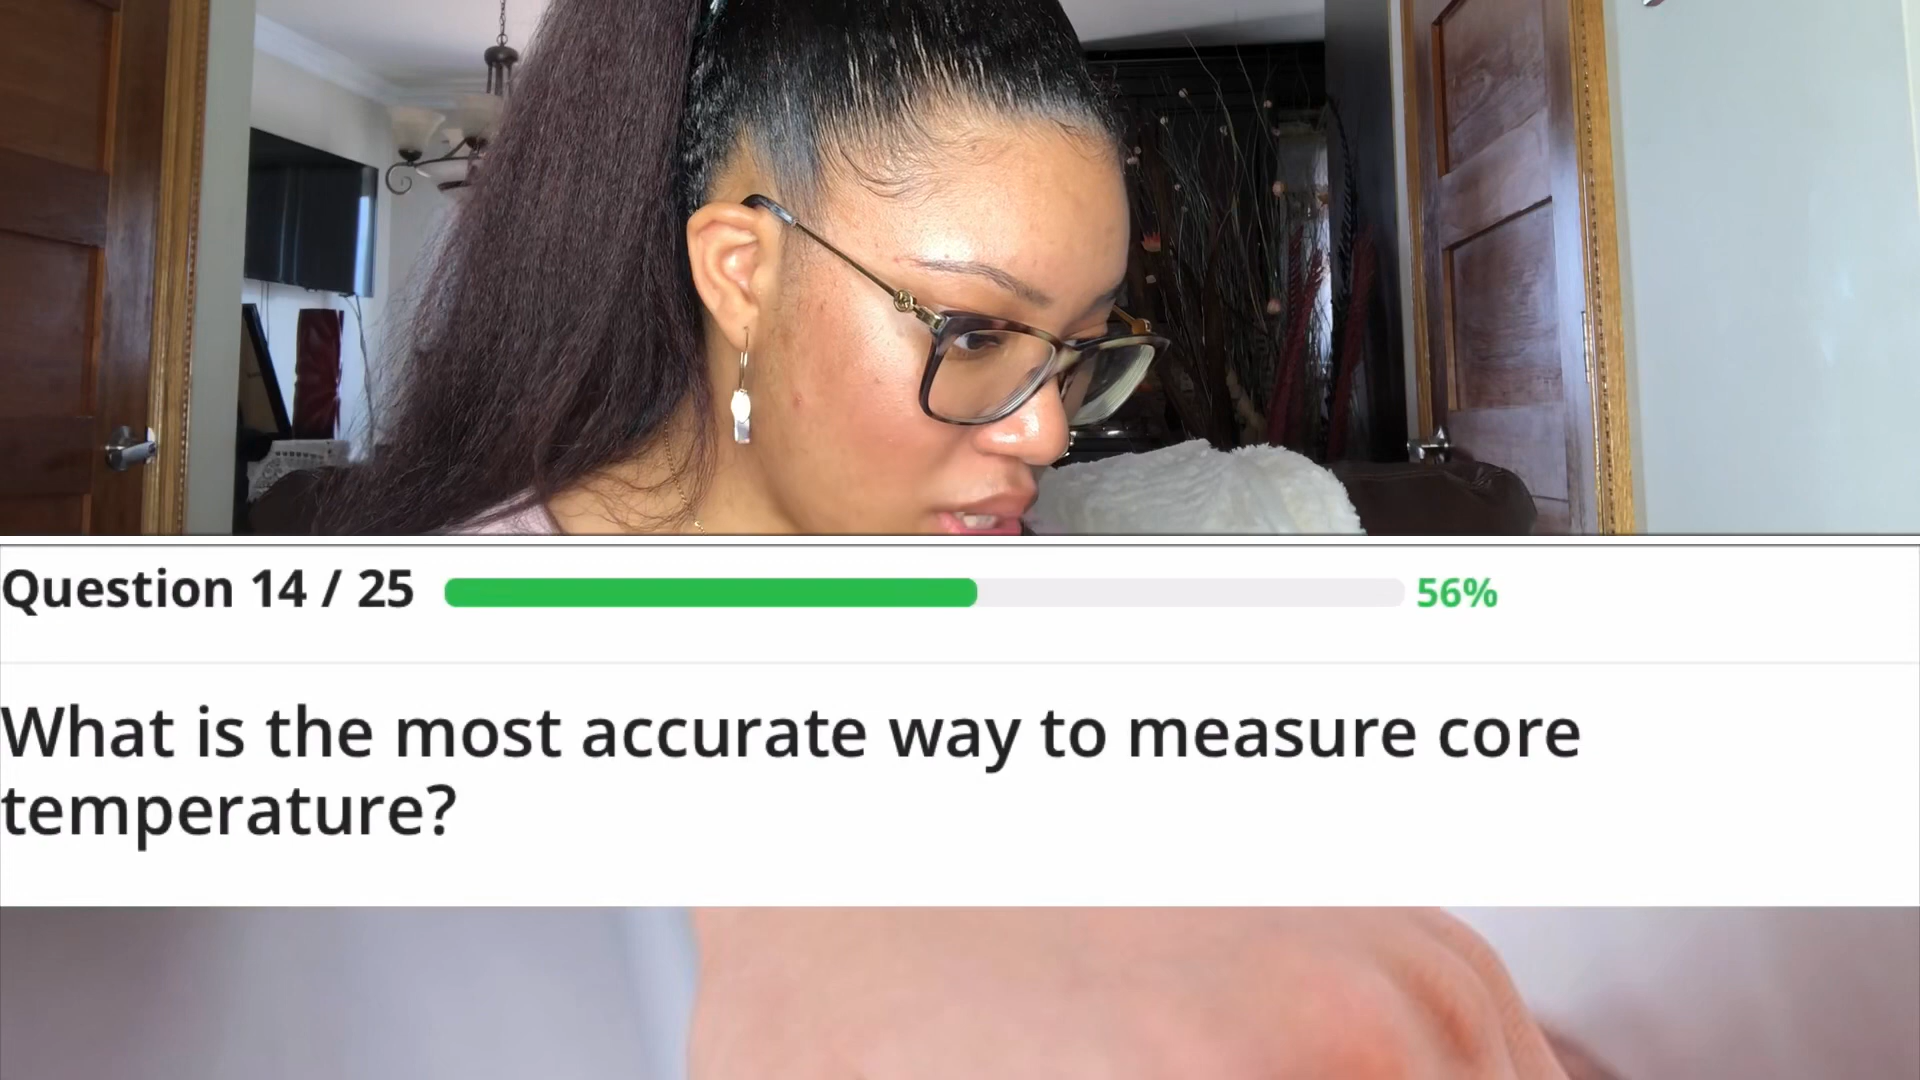 Question 14 / 25 56%
What is the most accurate way to measure core
temperature?